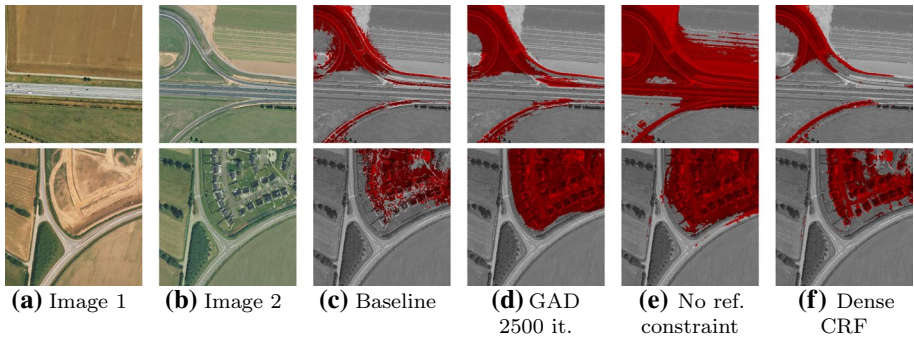 (a) Image 1
(b) Image 2
(c) Baseline
(d) GAD
2500 it.
(e) No ref.
constraint
(f) Dense
CRF